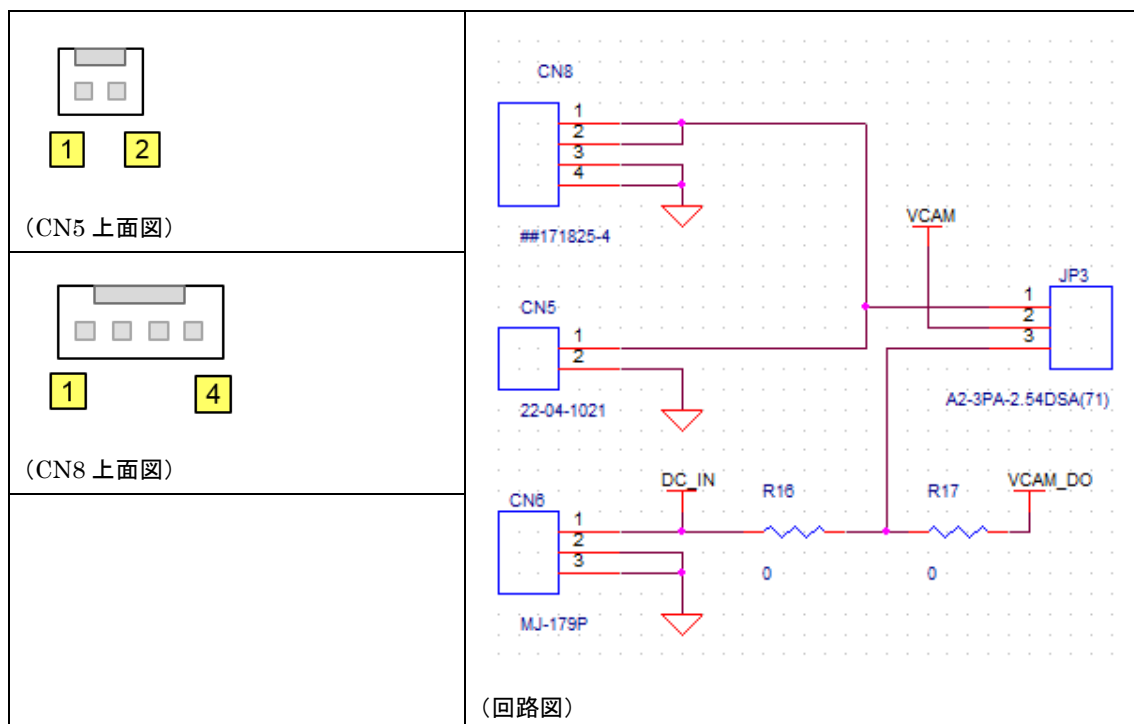 1 2
(CN5 上面図)
1 4
(CN8 上面図)
CN8
1
2
3
4
##171825-4
VCAM
JP3
1
2
3
A2-3PA-2.54DSA(71)
CN5
1
2
22-04-1021
DC_IN
R16
R17
VCAM_DO
CN6
1
2
3
0
0
MJ-179P
(回路図)